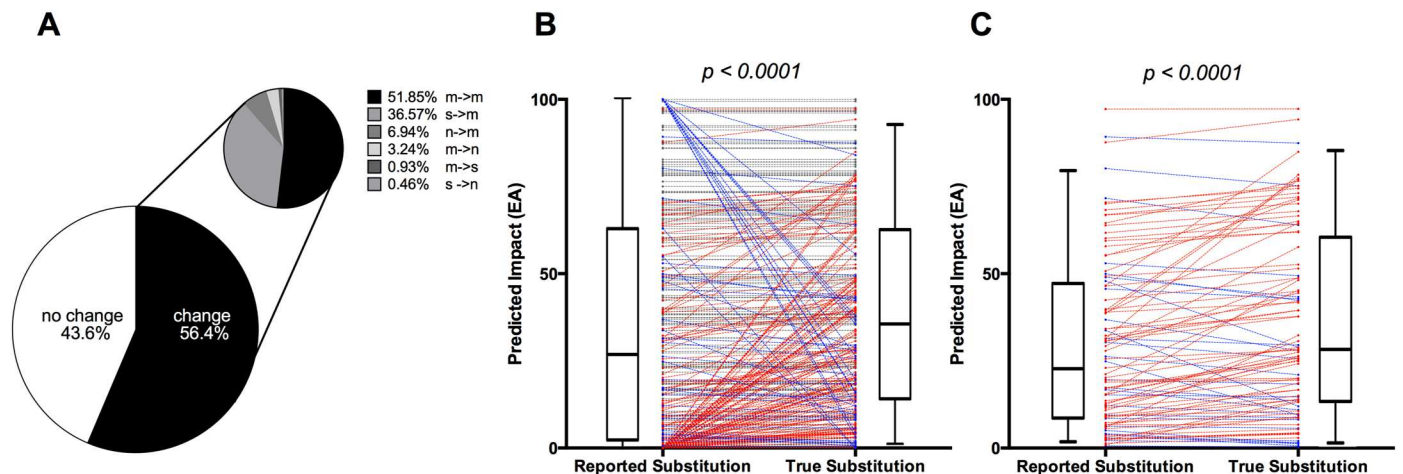 A
51.85% m->m
36.57% s->m
6.94% n->m
3.24% m->n
0.93% m->s
0.46% s ->n
no change
43.6%
change
56.4%
B
p < 0.0001
Predicted Impact (EA)
100
50
0
Reported Substitution
True Substitution
C
p < 0.0001
Predicted Impact (EA)
100
50
0
Reported Substitution
True Substitution